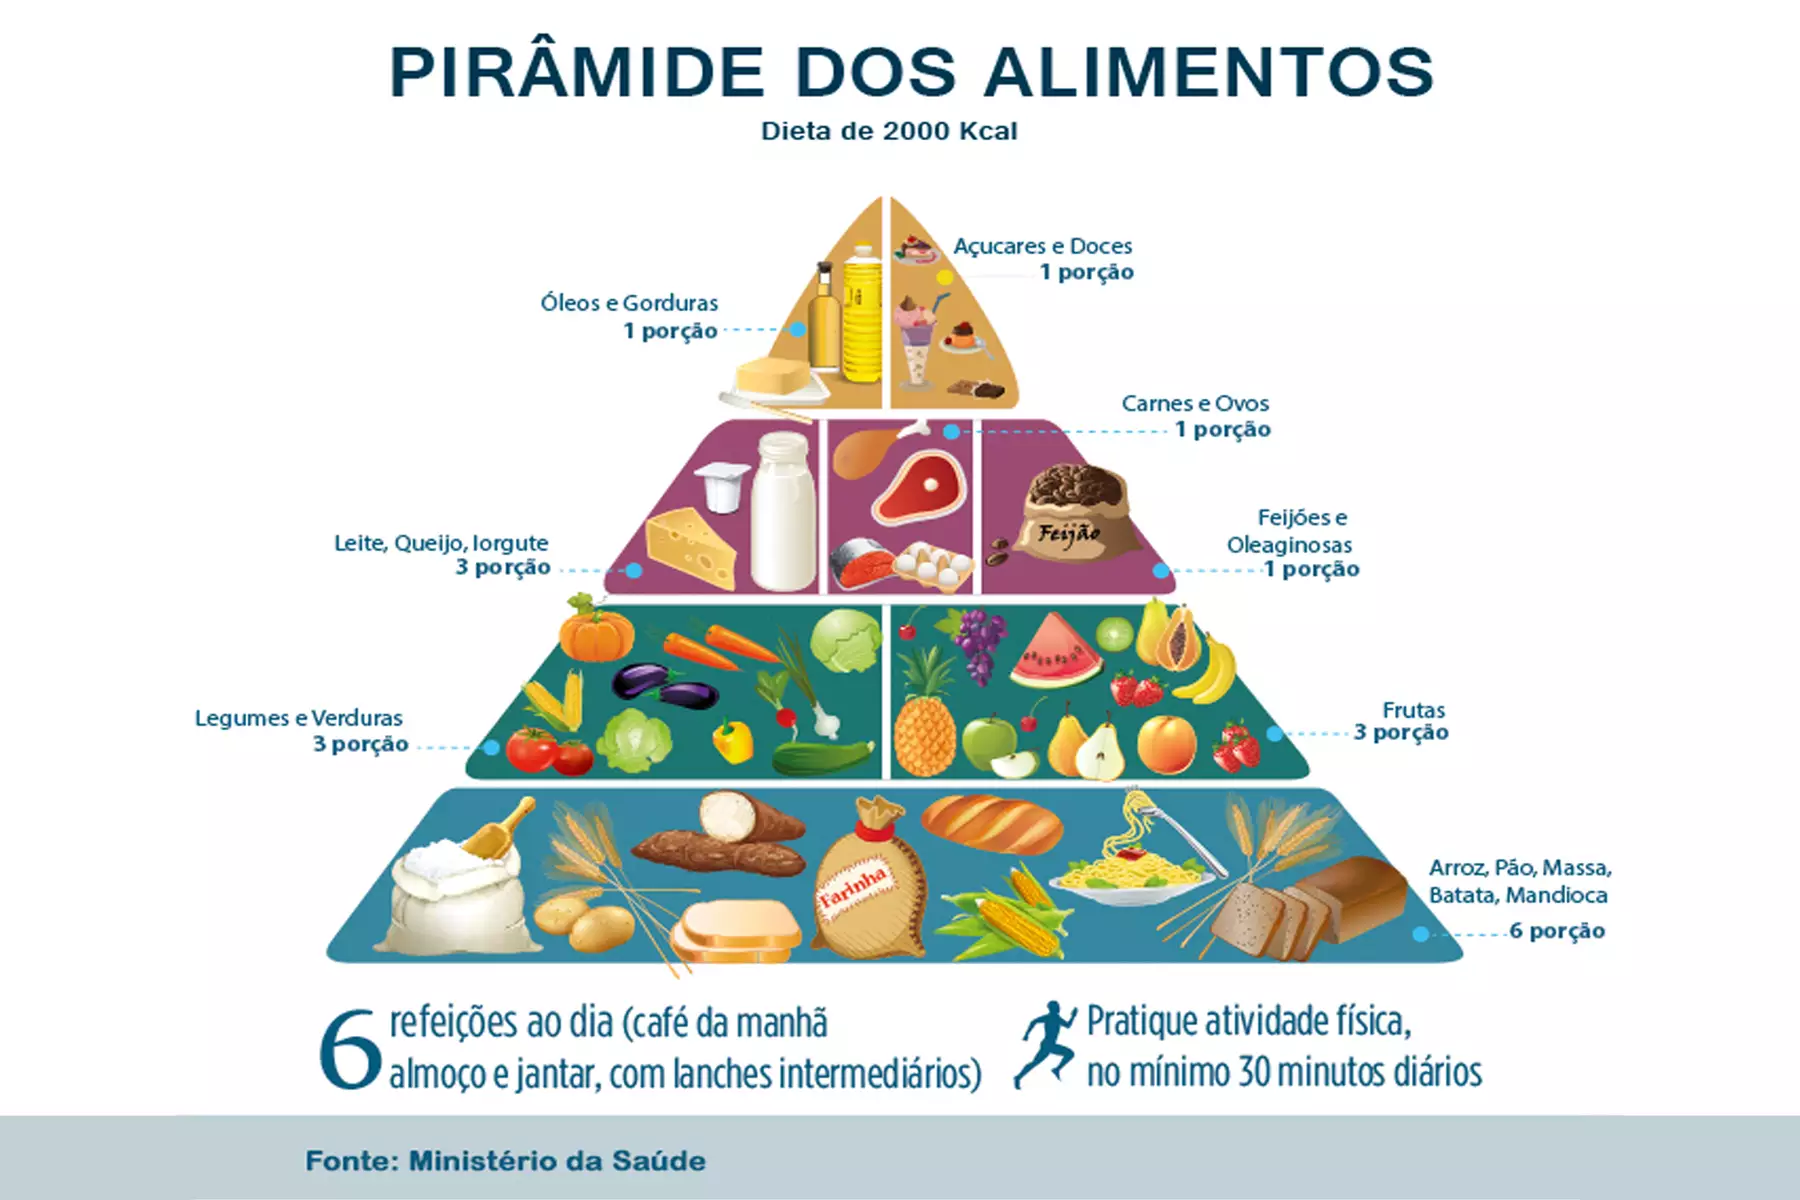 PIRÂMIDE DOS ALIMENTOS
Dieta de 2000 Kcal
Açucares e Doces
1 porção
Óleos e Gorduras
1 porção
Carnes e Ovos
1 porção
Feijões e
Oleaginosas
1 porção
Feijão
Leite, Queijo, Iorgute
3 porção
Legumes e Verduras
3 porção
Frutas
3 porção
Farinha
Arroz, Pão, Massa,
Batata, Mandioca
6 porção
6 refeições ao dia (café da manhã
almoço e jantar, com lanches intermediários)
Pratique atividade física,
no mínimo 30 minutos diários
Fonte: Ministério da Saúde